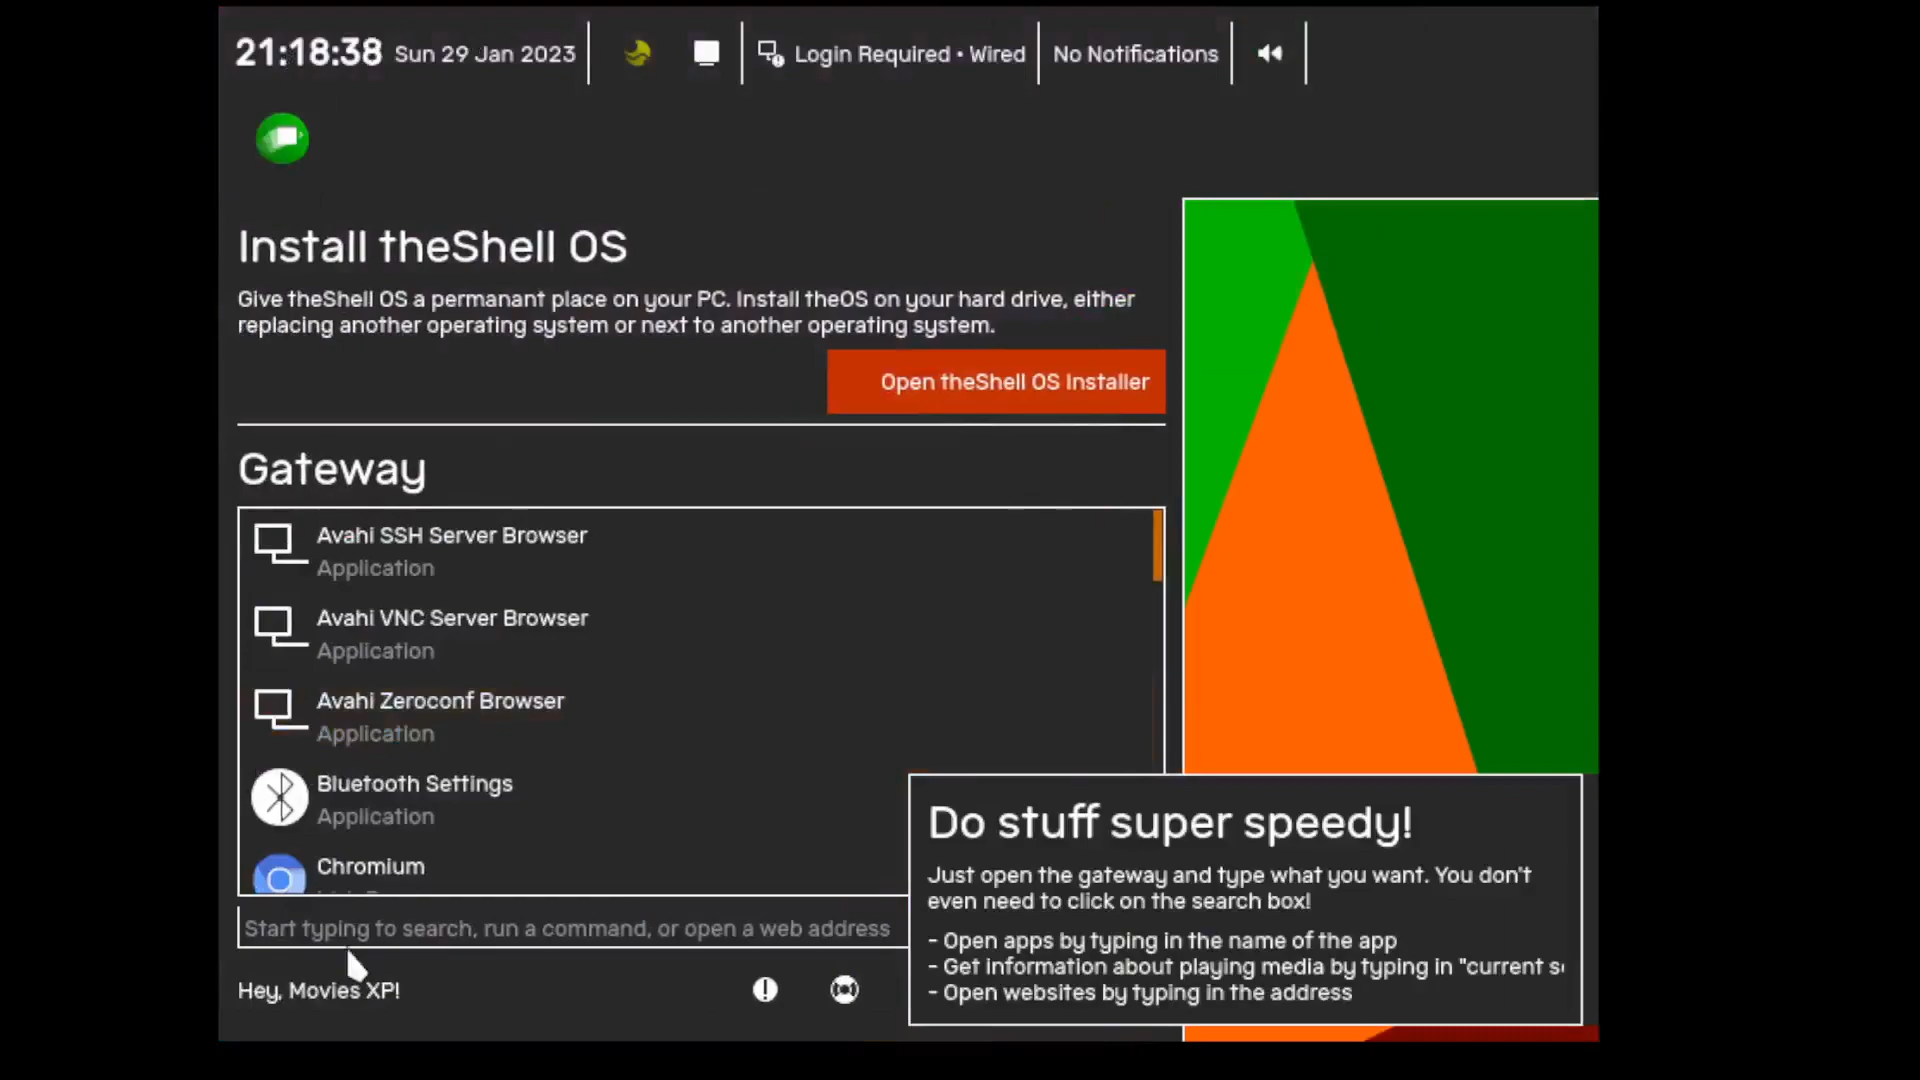 21:18:38 Sun 29 Jan 2023 Login Required • Wired No Notifications
Install theShell OS
Give theShell OS a permanant place on your PC. Install theOS on your hard drive, either
replacing another operating system or next to another operating system.
Open theShell OS Installer
Gateway
Avahi SSH Server Browser
Application
Avahi VNC Server Browser
Application
Avahi Zeroconf Browser
Application
Bluetooth Settings
Application
Chromium
Start typing to search, run a command, or open a web address
Hey, Movies XP!
Do stuff super speedy!
Just open the gateway and type what you want. You don't
even need to click on the search box!
- Open apps by typing in the name of the app
- Get information about playing media by typing in "current
- Open websites by typing in the address